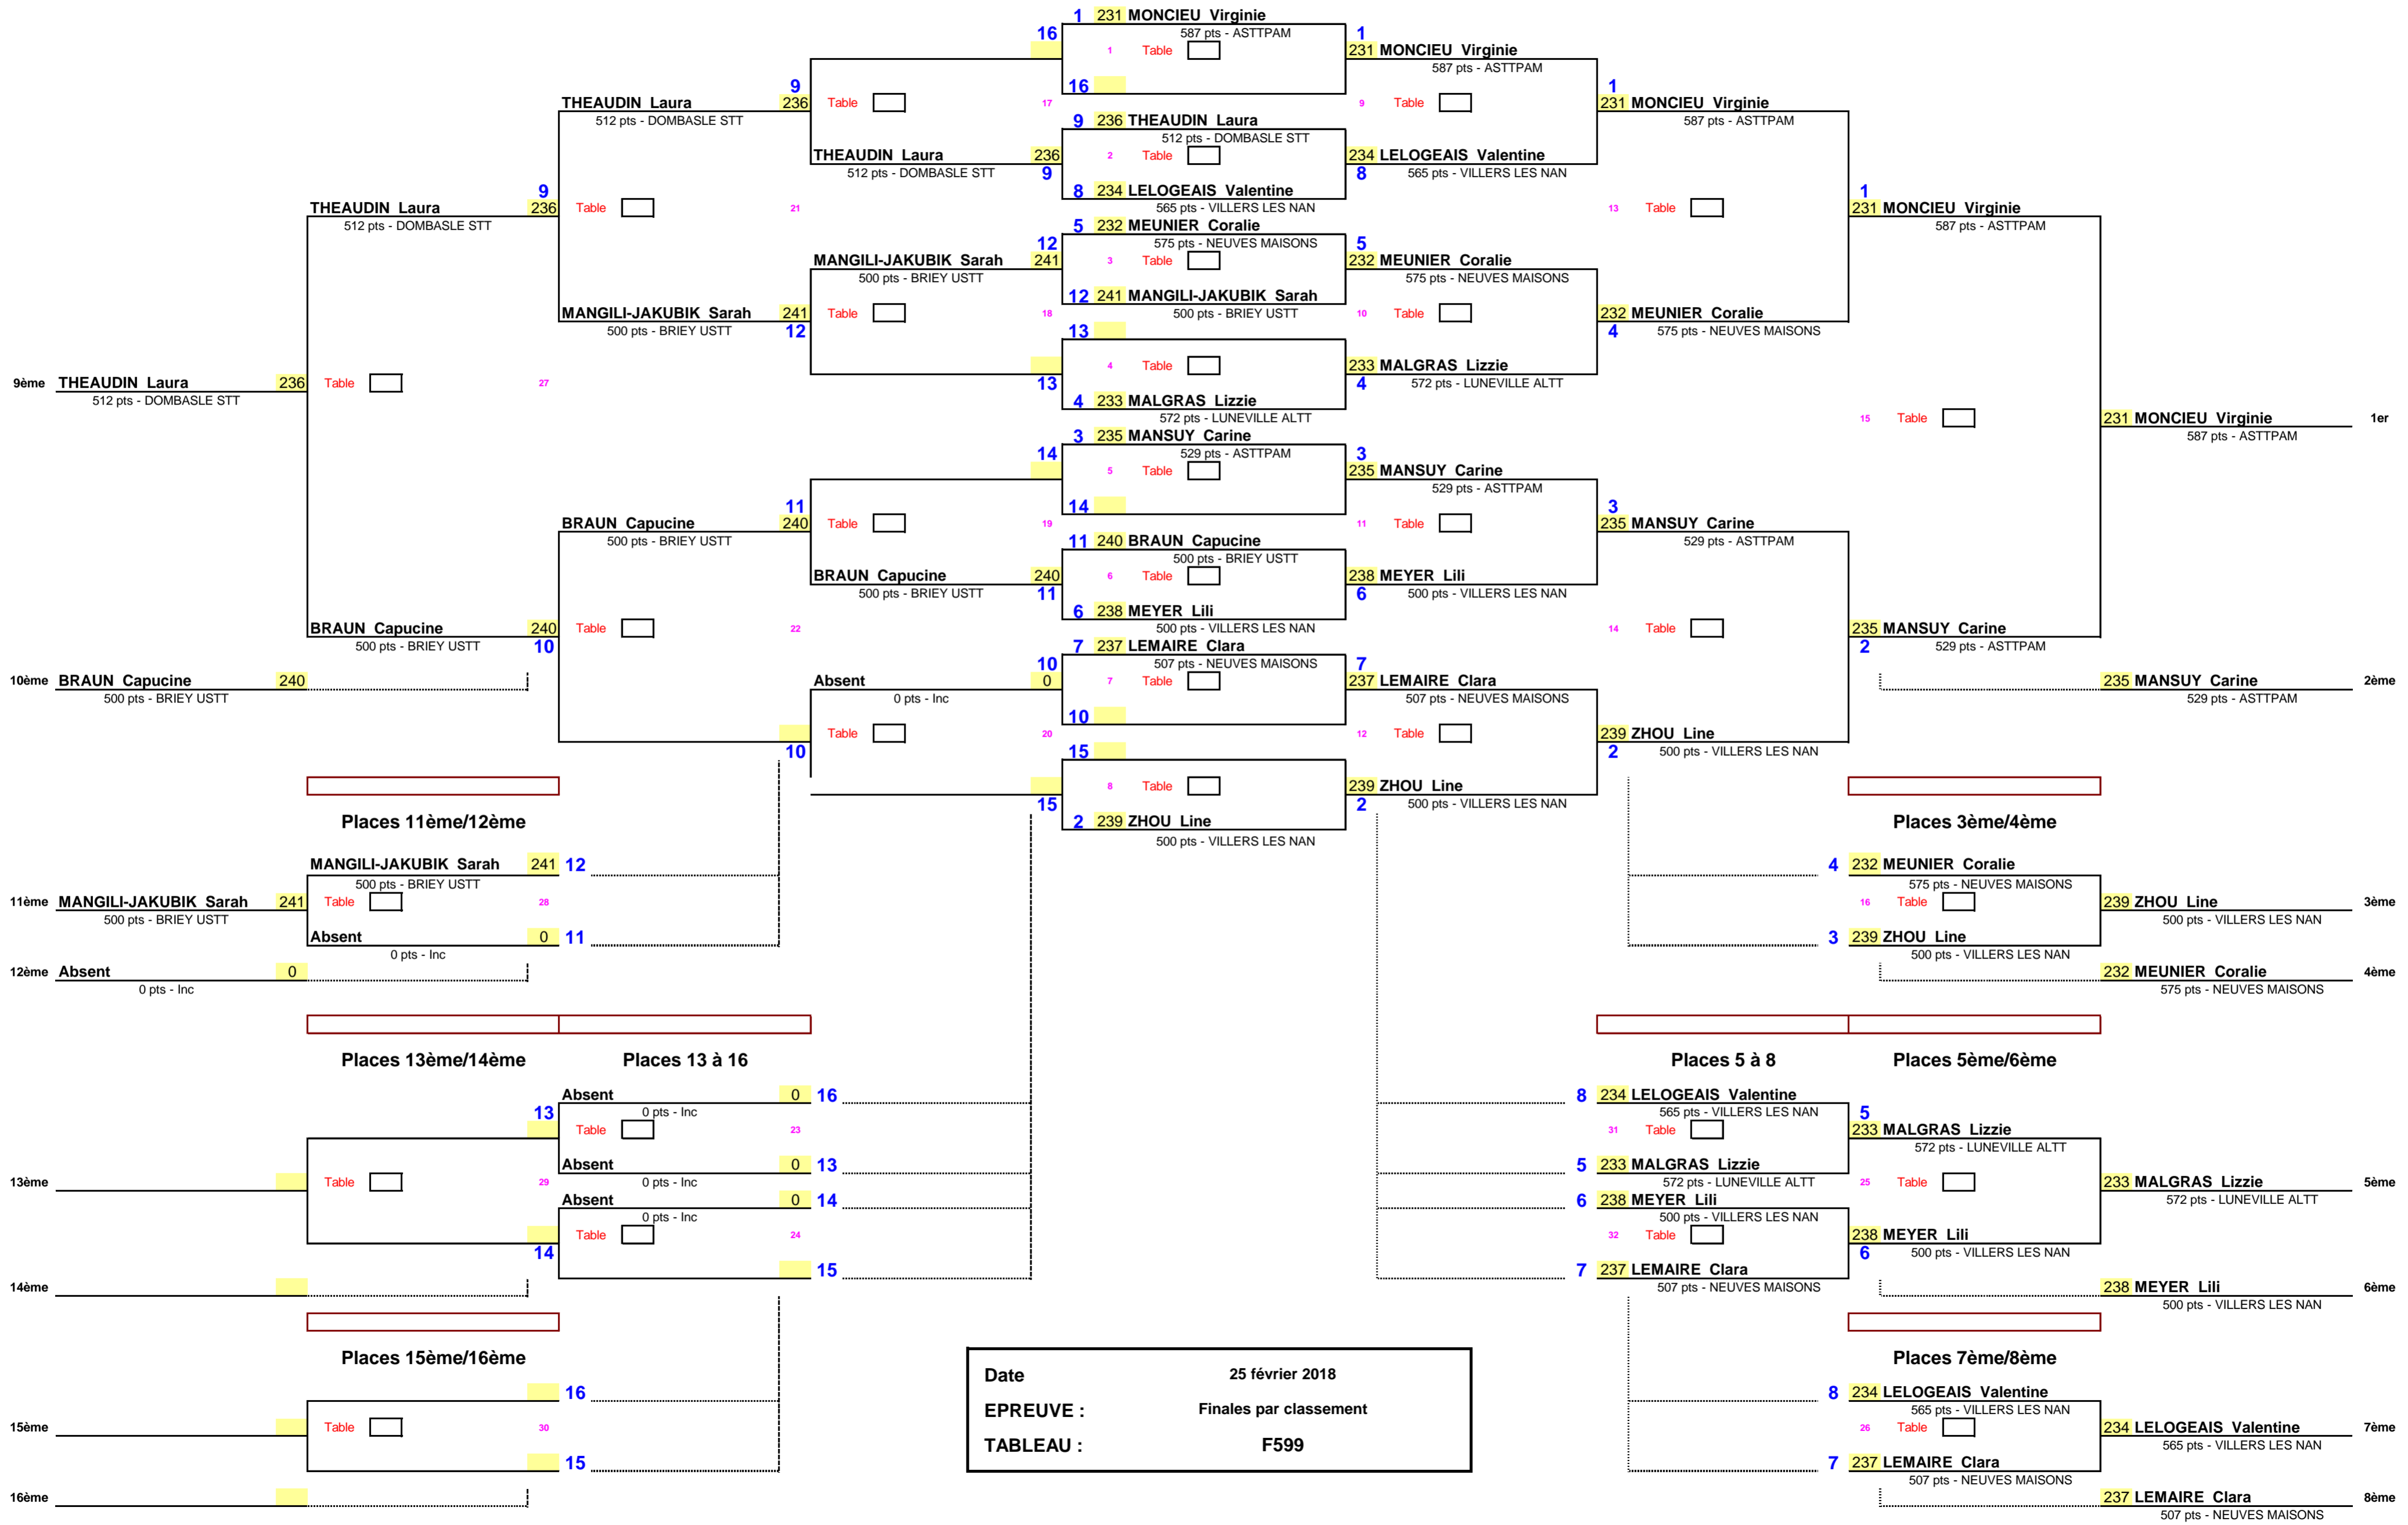 1 231 MONCIEU Virginie
16 587 pts - ASTTPAM 1
1 Table 231 MONCIEU Virginie
587 pts - ASTTPAM
9 16 1
THEAUDIN Laura 236 Table 17 9 Table 231 MONCIEU Virginie
512 pts - DOMBASLE STT 9 236 THEAUDIN Laura 587 pts - ASTTPAM
512 pts - DOMBASLE STT
THEAUDIN Laura 236 2 Table 234 LELOGEAIS Valentine
512 pts - DOMBASLE STT 9 8 565 pts - VILLERS LES NAN
9 8 234 LELOGEAIS Valentine 1
THEAUDIN Laura 236 Table 21 565 pts - VILLERS LES NAN 13 Table 231 MONCIEU Virginie
512 pts - DOMBASLE STT 5 232 MEUNIER Coralie 587 pts - ASTTPAM
12 575 pts - NEUVES MAISONS 5
MANGILI-JAKUBIK Sarah 241 3 Table 232 MEUNIER Coralie
500 pts - BRIEY USTT 575 pts - NEUVES MAISONS
12 241 MANGILI-JAKUBIK Sarah
MANGILI-JAKUBIK Sarah 241 Table 18 500 pts - BRIEY USTT 10 Table 232 MEUNIER Coralie
500 pts - BRIEY USTT 12 13 4 575 pts - NEUVES MAISONS
4 Table 233 MALGRAS Lizzie
9ème THEAUDIN Laura 236 Table 27 13 4 572 pts - LUNEVILLE ALTT
512 pts - DOMBASLE STT 4 233 MALGRAS Lizzie
572 pts - LUNEVILLE ALTT 15 Table 231 MONCIEU Virginie 1er
3 235 MANSUY Carine 587 pts - ASTTPAM
14 529 pts - ASTTPAM 3
5 Table 235 MANSUY Carine
529 pts - ASTTPAM
11 14 3
BRAUN Capucine 240 Table 19 11 Table 235 MANSUY Carine
500 pts - BRIEY USTT 11 240 BRAUN Capucine 529 pts - ASTTPAM
500 pts - BRIEY USTT
BRAUN Capucine 240 6 Table 238 MEYER Lili
500 pts - BRIEY USTT 11 6 500 pts - VILLERS LES NAN
6 238 MEYER Lili
BRAUN Capucine 240 Table 22 500 pts - VILLERS LES NAN 14 Table 235 MANSUY Carine
500 pts - BRIEY USTT 10 7 237 LEMAIRE Clara 2 529 pts - ASTTPAM
10 507 pts - NEUVES MAISONS 7
10ème BRAUN Capucine 240 Absent 0 7 Table 237 LEMAIRE Clara 235 MANSUY Carine 2ème
500 pts - BRIEY USTT 0 pts - Inc 507 pts - NEUVES MAISONS 529 pts - ASTTPAM
10
Table 20 12 Table 239 ZHOU Line
10 15 2 500 pts - VILLERS LES NAN
8 Table 239 ZHOU Line
15 2 500 pts - VILLERS LES NAN
Places 11ème/12ème 2 239 ZHOU Line Places 3ème/4ème
500 pts - VILLERS LES NAN
MANGILI-JAKUBIK Sarah 241 12 4 232 MEUNIER Coralie
500 pts - BRIEY USTT 575 pts - NEUVES MAISONS
11ème MANGILI-JAKUBIK Sarah 241 Table 28 16 Table 239 ZHOU Line 3ème
500 pts - BRIEY USTT 500 pts - VILLERS LES NAN
Absent 0 11 3 239 ZHOU Line
0 pts - Inc 500 pts - VILLERS LES NAN
12ème Absent 0 232 MEUNIER Coralie 4ème
0 pts - Inc 575 pts - NEUVES MAISONS
Places 13ème/14ème Places 13 à 16 Places 5 à 8 Places 5ème/6ème
Absent 0 16 8 234 LELOGEAIS Valentine
13 0 pts - Inc 565 pts - VILLERS LES NAN 5
Table 23 31 Table 233 MALGRAS Lizzie
572 pts - LUNEVILLE ALTT
Absent 0 13 5 233 MALGRAS Lizzie
13ème Table 29 0 pts - Inc 572 pts - LUNEVILLE ALTT 25 Table 233 MALGRAS Lizzie 5ème
Absent 0 14 6 238 MEYER Lili 572 pts - LUNEVILLE ALTT
0 pts - Inc 500 pts - VILLERS LES NAN
Table 24 32 Table 238 MEYER Lili
14 6 500 pts - VILLERS LES NAN
15 7 237 LEMAIRE Clara
14ème 507 pts - NEUVES MAISONS 238 MEYER Lili 6ème
500 pts - VILLERS LES NAN
Places 15ème/16ème Places 7ème/8ème
Date 25 février 2018
16 8 234 LELOGEAIS Valentine
EPREUVE : Finales par classement 565 pts - VILLERS LES NAN
15ème Table 30 26 Table 234 LELOGEAIS Valentine 7ème
TABLEAU : F599 565 pts - VILLERS LES NAN
15 7 237 LEMAIRE Clara
507 pts - NEUVES MAISONS
16ème 237 LEMAIRE Clara 8ème
507 pts - NEUVES MAISONS